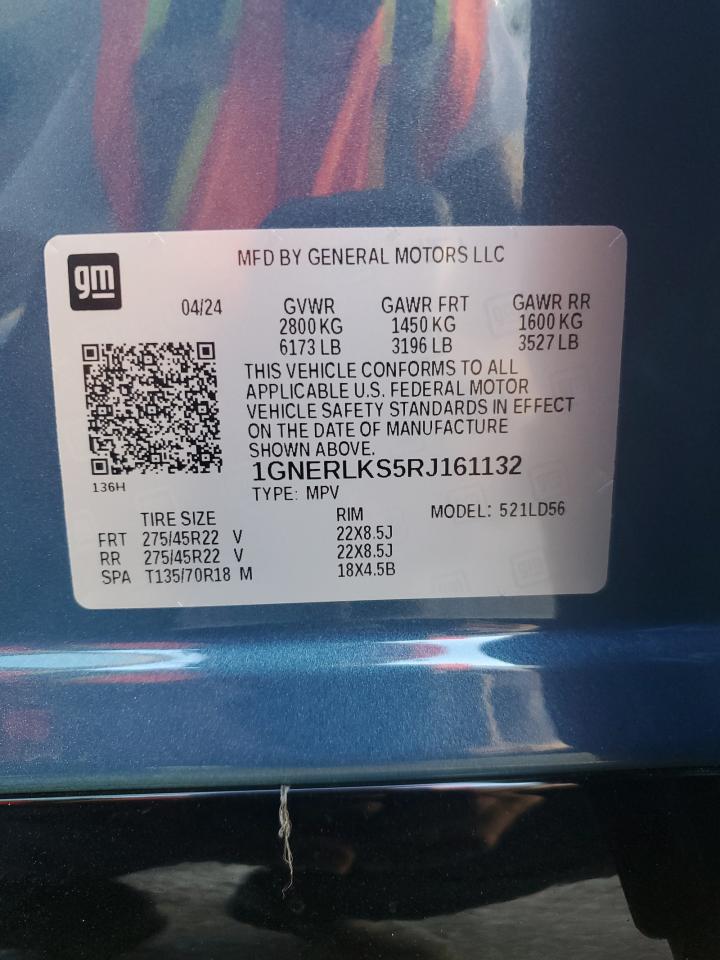 gm
MFD BY GENERAL MOTORS LLC
04/24 GVWR GAWR FRT GAWR RR
2800 KG 1450 KG 1600 KG
6173 LB 3196 LB 3527 LB
THIS VEHICLE CONFORMS TO ALL
APPLICABLE U.S. FEDERAL MOTOR
VEHICLE SAFETY STANDARDS IN EFFECT
ON THE DATE OF MANUFACTURE
SHOWN ABOVE.
1GNERLKS5RJ161132
136H
TYPE: MPV
TIRE SIZE RIM MODEL: 521LD56
FRT 275/45R22 V 22X8.5J
RR 275/45R22 V 22X8.5J
SPA T135/70R18 M 18X4.5B